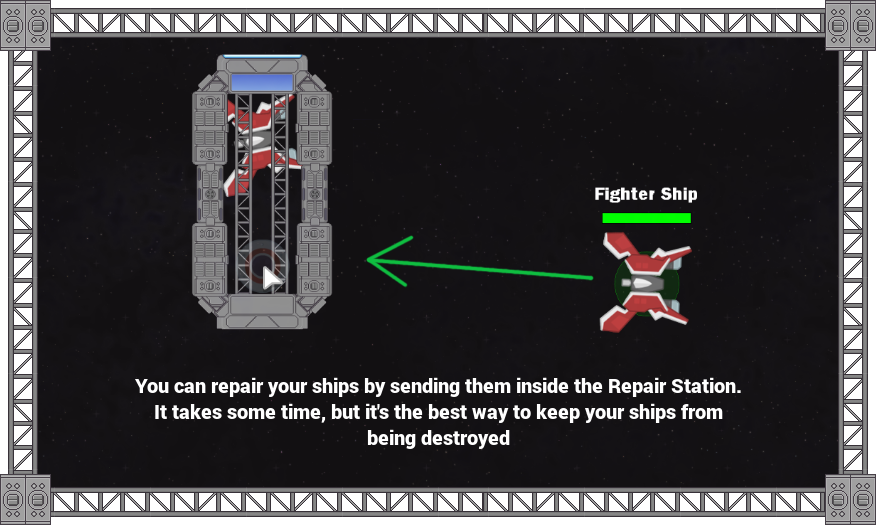 Fighter Ship
You can repair your ships by sending them inside the Repair Station.
It takes some time, but it's the best way to keep your ships from
being destroyed